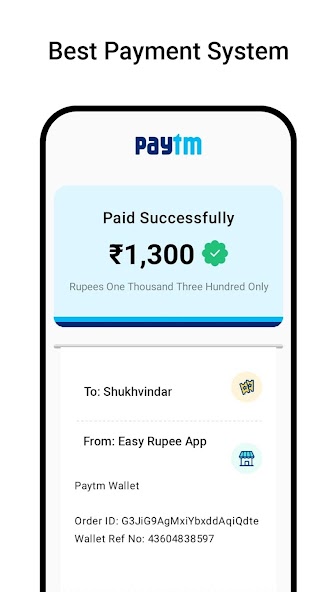 Best Payment System
paytm
Paid Successfully
₹1,300
Rupees One Thousand Three Hundred Only
To: Shukhvindar
From: Easy Rupee App
Paytm Wallet
Order ID: G3JiG9AgMxiYbxddAqiQdte
Wallet Ref No: 43604838597